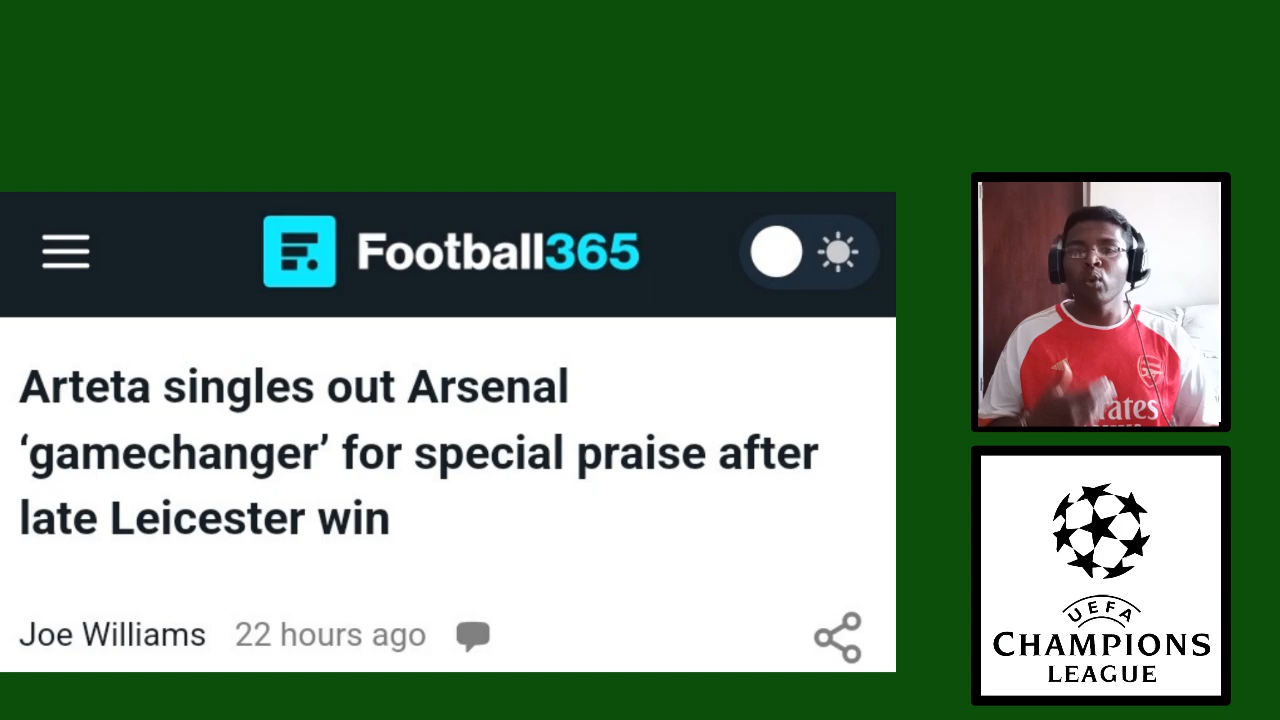 Football365
Arteta singles out Arsenal
‘gamechanger’ for special praise after
late Leicester win
Joe Williams 22 hours ago
UEFA
CHAMPIONS
LEAGUE